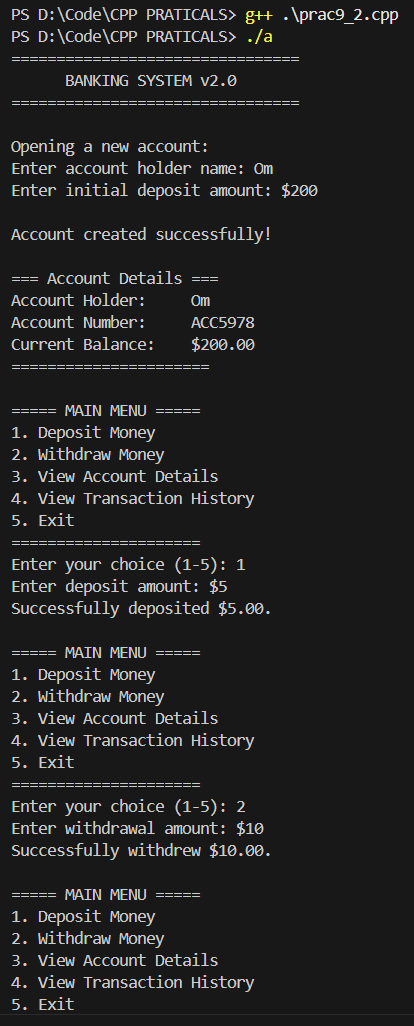 PS D:\Code\CPP PRATICALS> g++ .\prac9_2.cpp
PS D:\Code\CPP PRATICALS> ./a
================================
      BANKING SYSTEM v2.0
================================
Opening a new account:
Enter account holder name: Om
Enter initial deposit amount: $200
Account created successfully!
=== Account Details ===
Account Holder:     Om
Account Number:     ACC5978
Current Balance:    $200.00
======================
===== MAIN MENU =====
1. Deposit Money
2. Withdraw Money
3. View Account Details
4. View Transaction History
5. Exit
=====================
Enter your choice (1-5): 1
Enter deposit amount: $5
Successfully deposited $5.00.
===== MAIN MENU =====
1. Deposit Money
2. Withdraw Money
3. View Account Details
4. View Transaction History
5. Exit
=====================
Enter your choice (1-5): 2
Enter withdrawal amount: $10
Successfully withdrew $10.00.
===== MAIN MENU =====
1. Deposit Money
2. Withdraw Money
3. View Account Details
4. View Transaction History
5. Exit